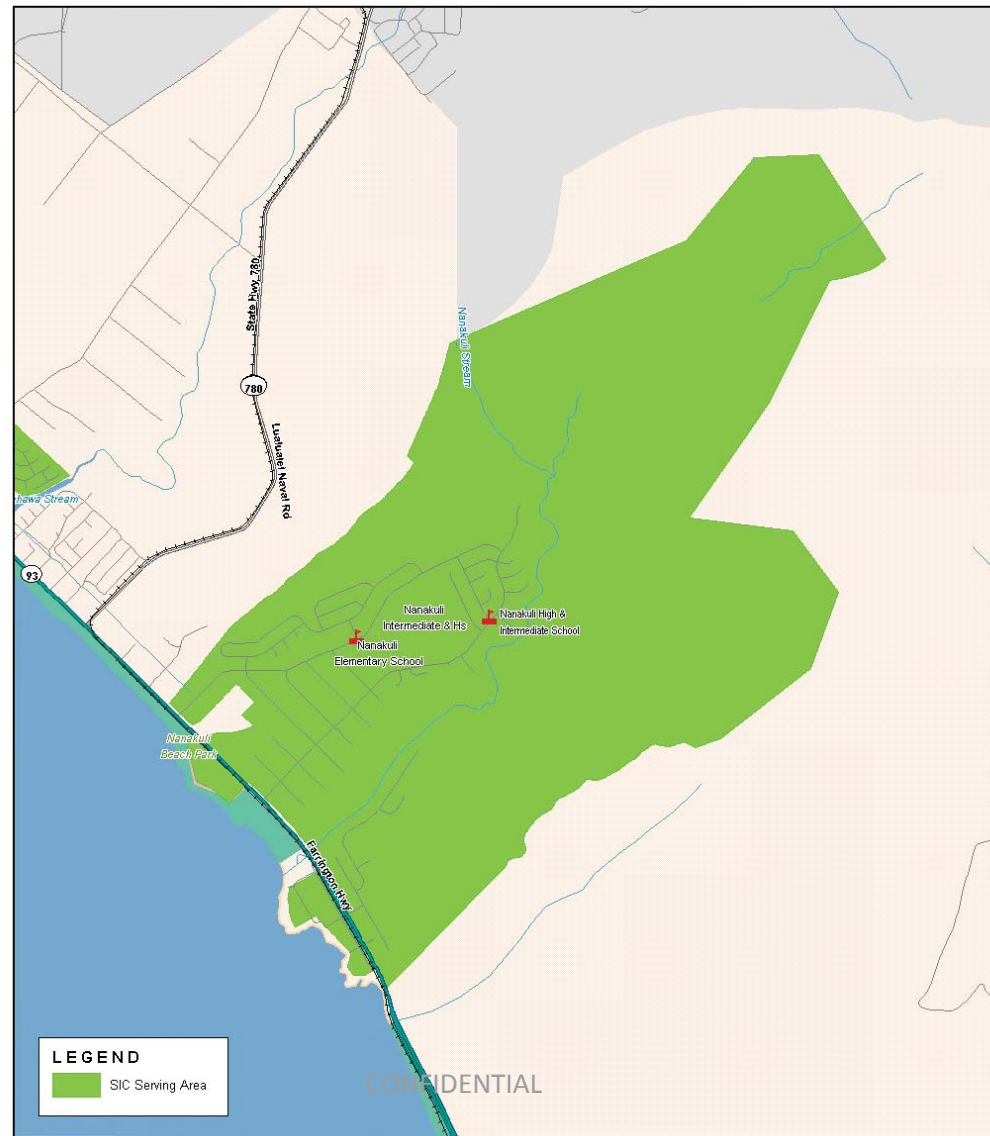 State Hwy 780
780
Nanakuli Stream
Lualualei Naval Rd
hawa Stream
93
Nanakuli
Intermediate & Hs
Nanakuli High &
Intermediate School
Nanakuli
Elementary School
Nanakuli
Beach Park
Farrington Hwy
LEGEND
SIC Serving Area
CONFIDENTIAL